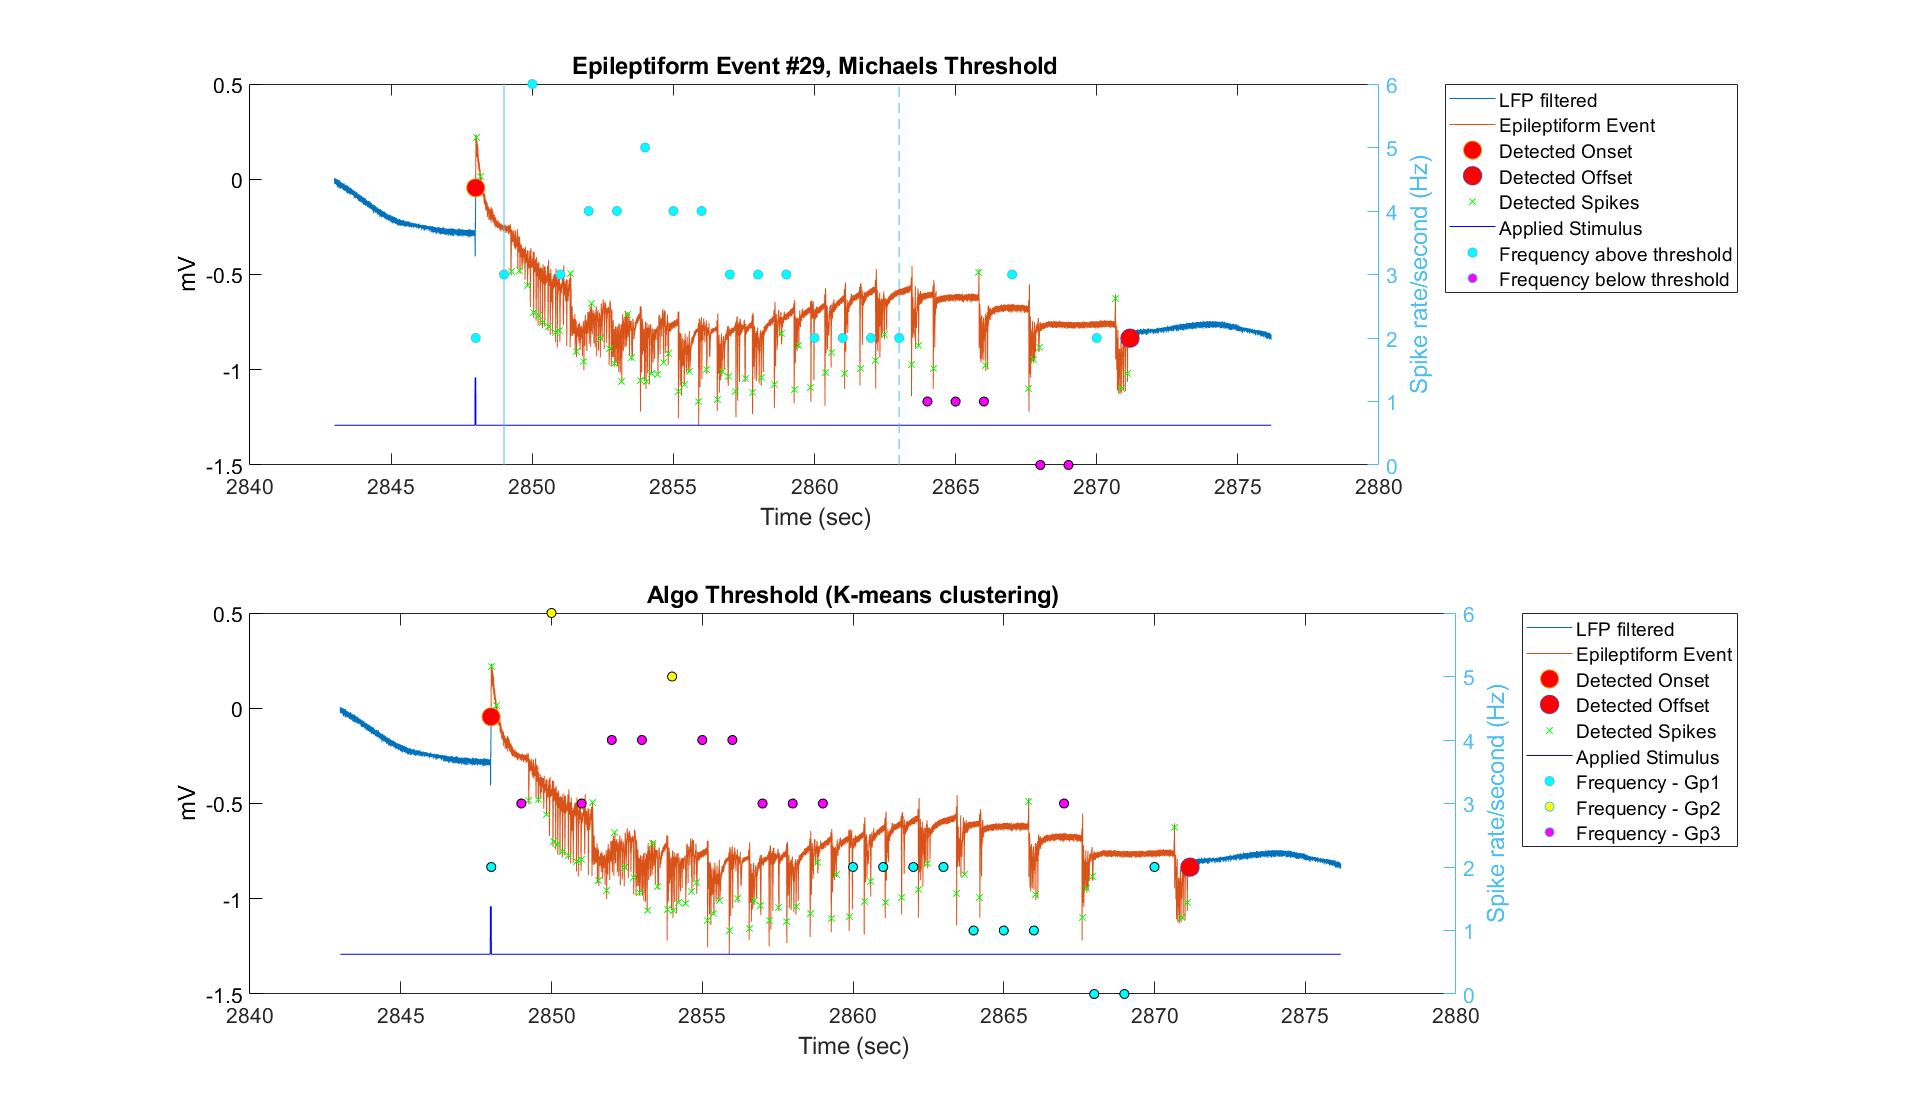 Epileptiform Event #29, Michaels Threshold
0.5
0
-0.5
-1
-1.5
mV
2840 2845 2850 2855 2860 2865 2870 2875 2880
Time (sec)
6
5
4
3
2
1
0
Spike rate/second (Hz)
LFP filtered
Epileptiform Event
Detected Onset
Detected Offset
Detected Spikes
Applied Stimulus
Frequency above threshold
Frequency below threshold
Algo Threshold (K-means clustering)
0.5
0
-0.5
-1
-1.5
mV
2840 2845 2850 2855 2860 2865 2870 2875 2880
Time (sec)
6
5
4
3
2
1
0
Spike rate/second (Hz)
LFP filtered
Epileptiform Event
Detected Onset
Detected Offset
Detected Spikes
Applied Stimulus
Frequency - Gp1
Frequency - Gp2
Frequency - Gp3